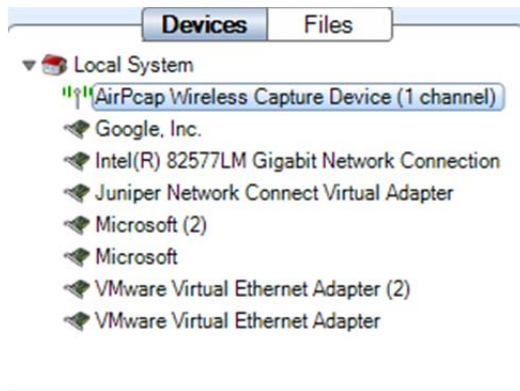 Devices Files
Local System
AirPcap Wireless Capture Device (1 channel)
Google, Inc.
Intel(R) 82577LM Gigabit Network Connection
Juniper Network Connect Virtual Adapter
Microsoft (2)
Microsoft
VMware Virtual Ethernet Adapter (2)
VMware Virtual Ethernet Adapter